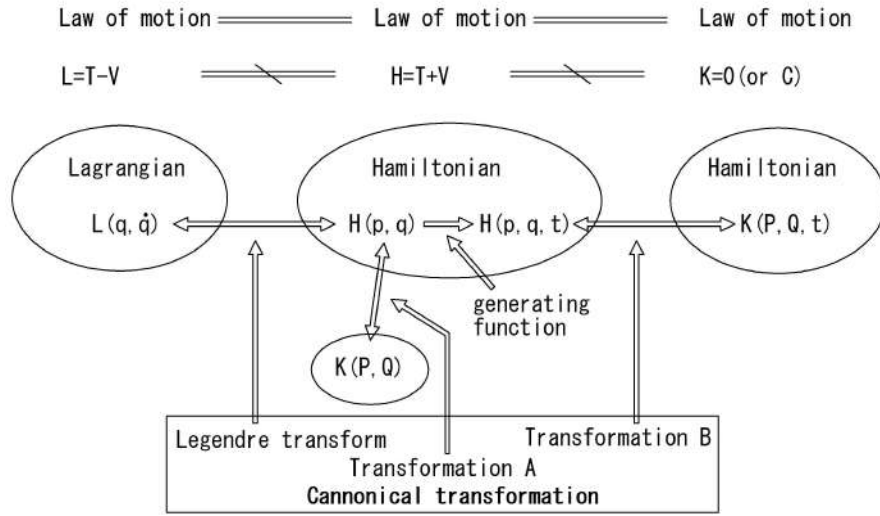 Law of motion Law of motion Law of motion
L=T−V H=T+V K=0(or C)
Lagrangian Hamiltonian Hamiltonian
L(q, q̇) H(p, q) H(p, q, t) K(P, Q, t)
generating
function
K(P, Q)
Legendre transform Transformation B
Transformation A
Cannonical transformation